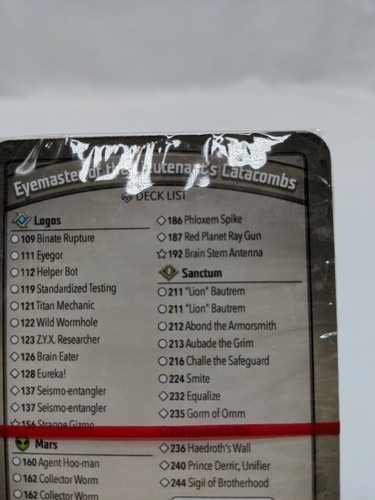 Eyemaster of the Lieutenant's Catacombs
DECK LIST
Logos
109 Binate Rupture
111 Eyegor
112 Helper Bot
119 Standardized Testing
121 Titan Mechanic
122 Wild Wormhole
123 Z.Y.X. Researcher
126 Brain Eater
128 Eureka!
137 Seismo-entangler
137 Seismo-entangler
156 Strange Gizmo
Mars
160 Agent Hoo-man
162 Collector Worm
162 Collector Worm
186 Phloxem Spike
187 Red Planet Ray Gun
192 Brain Stem Antenna
Sanctum
211 "Lion" Bautrem
211 "Lion" Bautrem
212 Abond the Armorsmith
213 Aubade the Grim
216 Challe the Safeguard
224 Smite
232 Equalize
235 Gorm of Omm
236 Haedroth's Wall
240 Prince Derric, Unifier
244 Sigil of Brotherhood